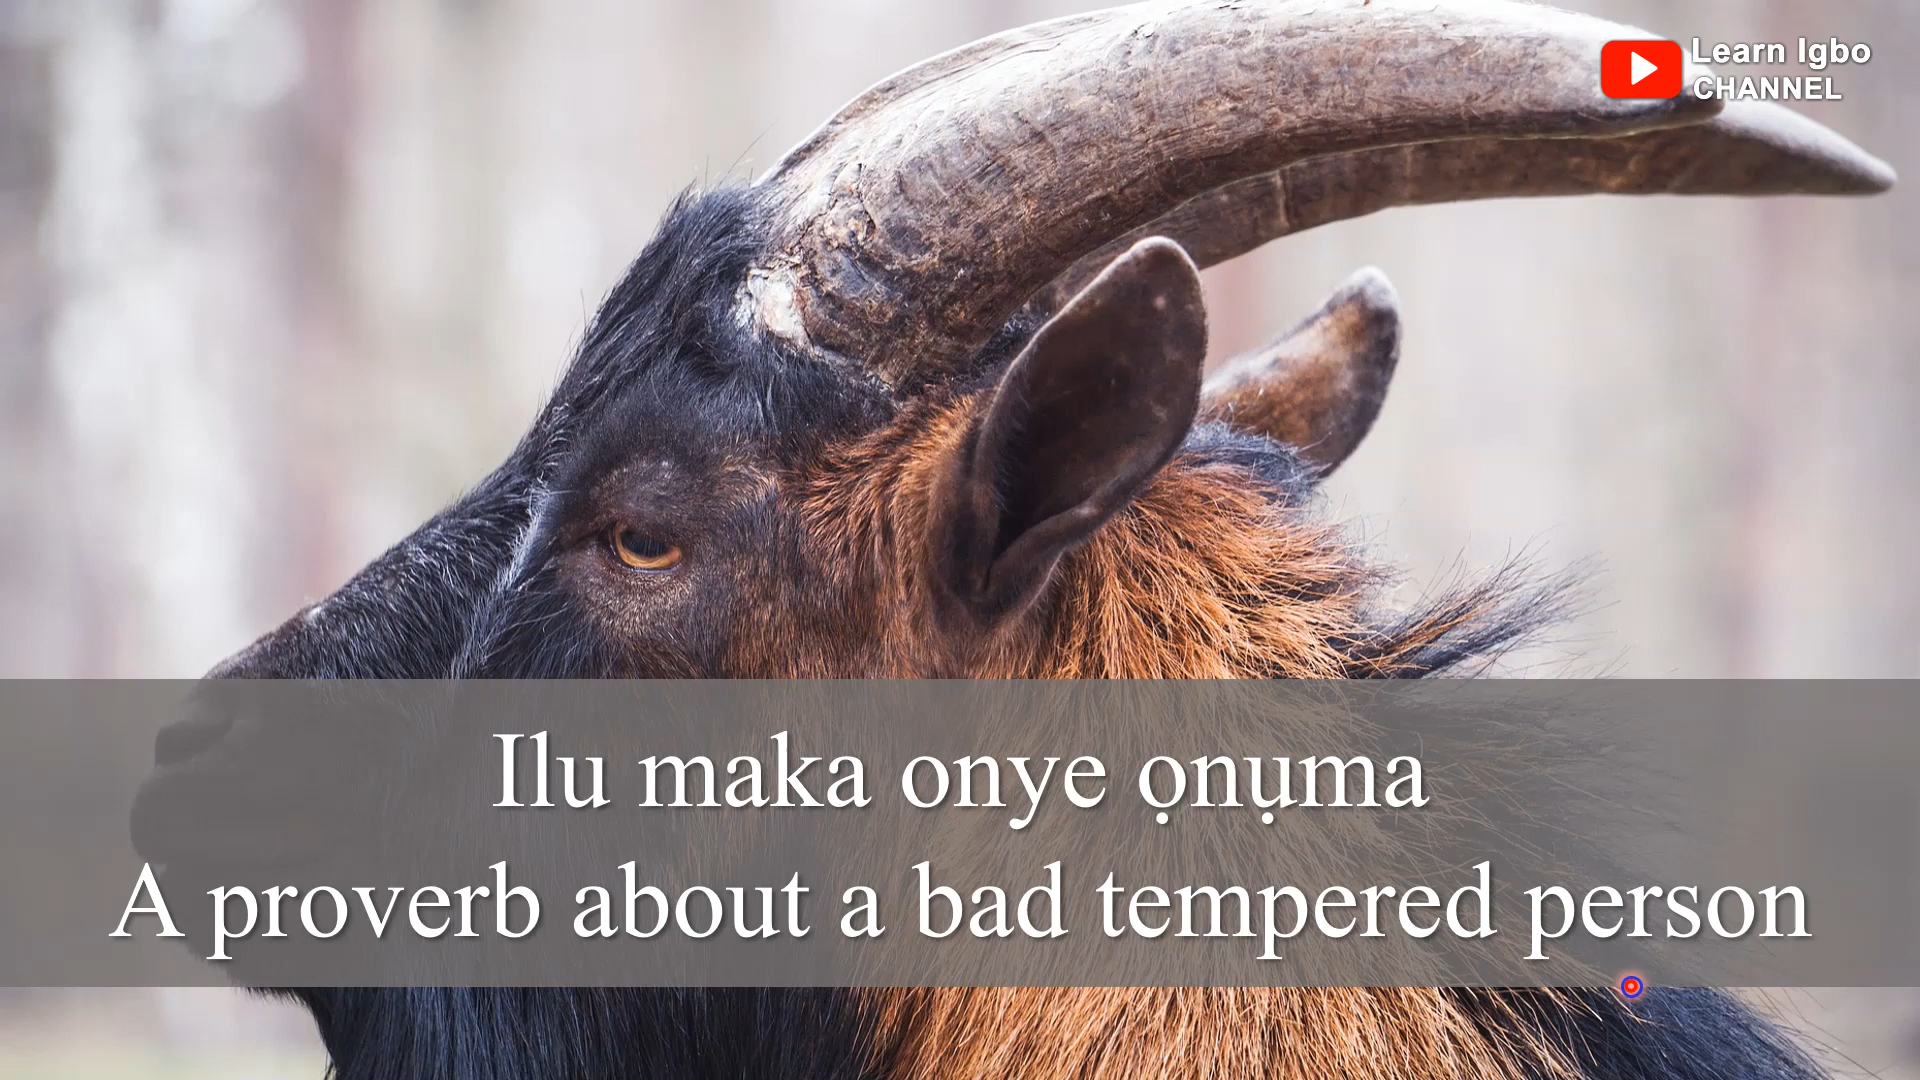 Learn Igbo
CHANNEL
Ilu maka onye ọnụma
A proverb about a bad tempered person